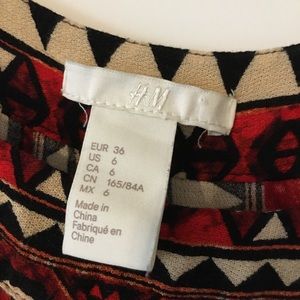 H&M
EUR 36
US 6
CA 6
CN 165/84A
MX 6
Made in
China
Fabriqué en
Chine